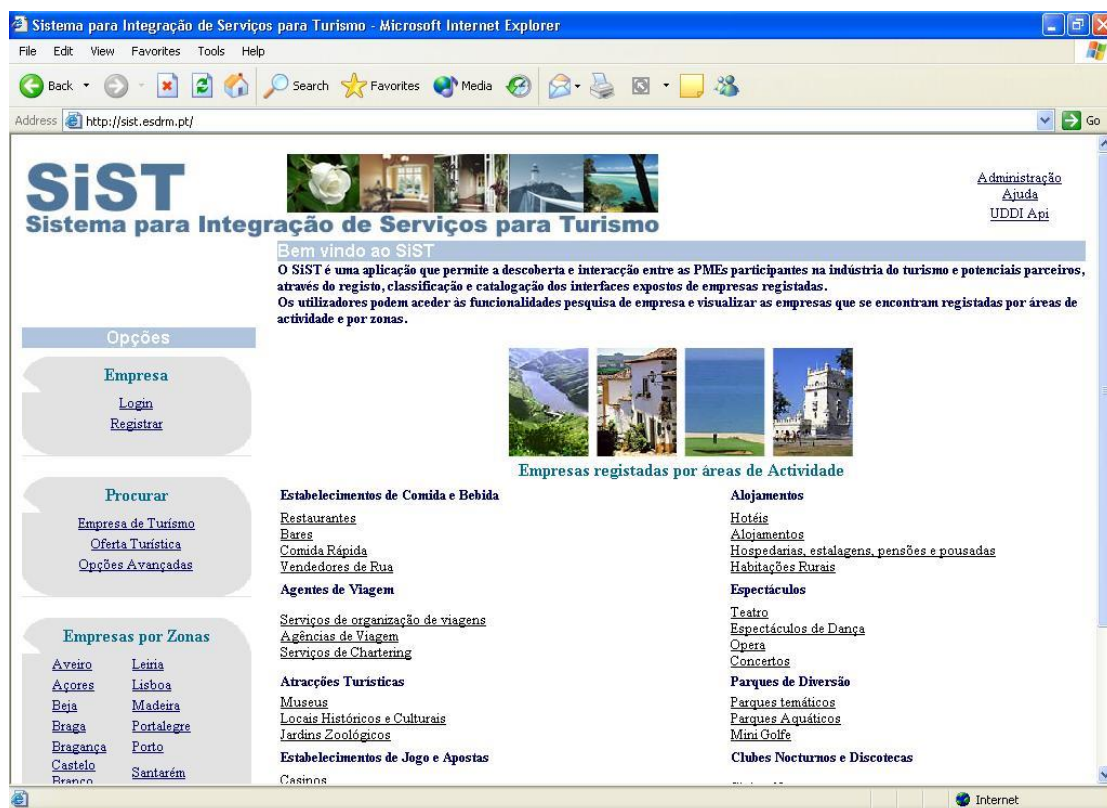 Sistema para Integração de Serviços para Turismo - Microsoft Internet Explorer
File Edit View Favorites Tools Help
Back Search Favorites Media
Address http://sist.esdrm.pt/ Go
SiST
Sistema para Integração de Serviços para Turismo
Administração
Ajuda
UDDI Api
Bem vindo ao SiST
O SiST é uma aplicação que permite a descoberta e interacção entre as PMEs participantes na indústria do turismo e potenciais parceiros,
através do registo, classificação e catalogação dos interfaces expostos de empresas registadas.
Os utilizadores podem aceder às funcionalidades pesquisa de empresa e visualizar as empresas que se encontram registadas por áreas de
actividade e por zonas.
Opções
Empresa
Login
Registrar
Procurar
Empresa de Turísmo
Oferta Turística
Opções Avançadas
Empresas por Zonas
Aveiro Leiria
Açores Lisboa
Beja Madeira
Braga Portalegre
Bragança Porto
Castelo Branco Santarém
Empresas registadas por áreas de Actividade
Estabelecimentos de Comida e Bebida
Restaurantes
Bares
Comida Rápida
Vendedores de Rua
Agentes de Viagem
Serviços de organização de viagens
Agências de Viagem
Serviços de Chartering
Atracções Turísticas
Museus
Locais Históricos e Culturais
Jardins Zoológicos
Estabelecimentos de Jogo e Apostas
Casinos
Alojamentos
Hotéis
Alojamentos
Hospedarias, estalagens, pensões e pousadas
Habitações Rurais
Espectáculos
Teatro
Espectáculos de Dança
Opera
Concertos
Parques de Diversão
Parques temáticos
Parques Aquáticos
Mini Golfe
Clubes Nocturnos e Discotecas
Internet